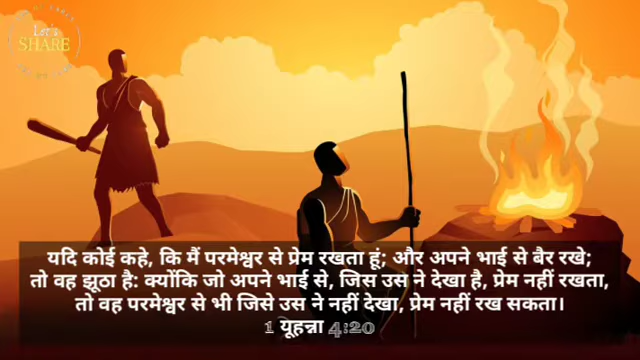 Let's
SHARE
यदि कोई कहे, कि मैं परमेश्वर से प्रेम रखता हूं; और अपने भाई से बैर रखे;
तो वह झूठा है: क्योंकि जो अपने भाई से, जिस उस ने देखा है, प्रेम नहीं रखता,
तो वह परमेश्वर से भी जिसे उस ने नहीं देखा, प्रेम नहीं रख सकता।
1 यूहन्ना 4:20